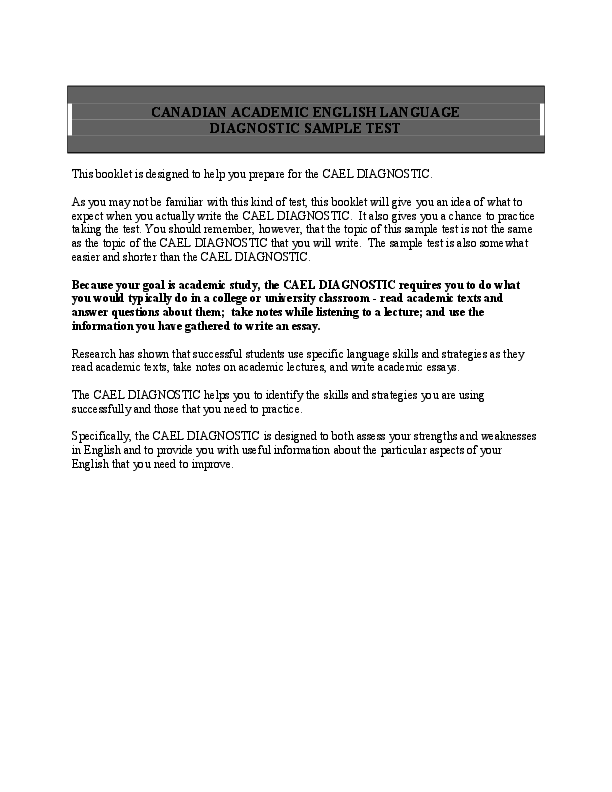 CANADIAN ACADEMIC ENGLISH LANGUAGE
DIAGNOSTIC SAMPLE TEST
This booklet is designed to help you prepare for the CAEL DIAGNOSTIC.
As you may not be familiar with this kind of test, this booklet will give you an idea of what to
expect when you actually write the CAEL DIAGNOSTIC. It also gives you a chance to practice
taking the test. You should remember, however, that the topic of this sample test is not the same
as the topic of the CAEL DIAGNOSTIC that you will write. The sample test is also somewhat
easier and shorter than the CAEL DIAGNOSTIC.
Because your goal is academic study, the CAEL DIAGNOSTIC requires you to do what
you would typically do in a college or university classroom - read academic texts and
answer questions about them; take notes while listening to a lecture; and use the
information you have gathered to write an essay.
Research has shown that successful students use specific language skills and strategies as they
read academic texts, take notes on academic lectures, and write academic essays.
The CAEL DIAGNOSTIC helps you to identify the skills and strategies you are using
successfully and those that you need to practice.
Specifically, the CAEL DIAGNOSTIC is designed to both assess your strengths and weaknesses
in English and to provide you with useful information about the particular aspects of your
English that you need to improve.